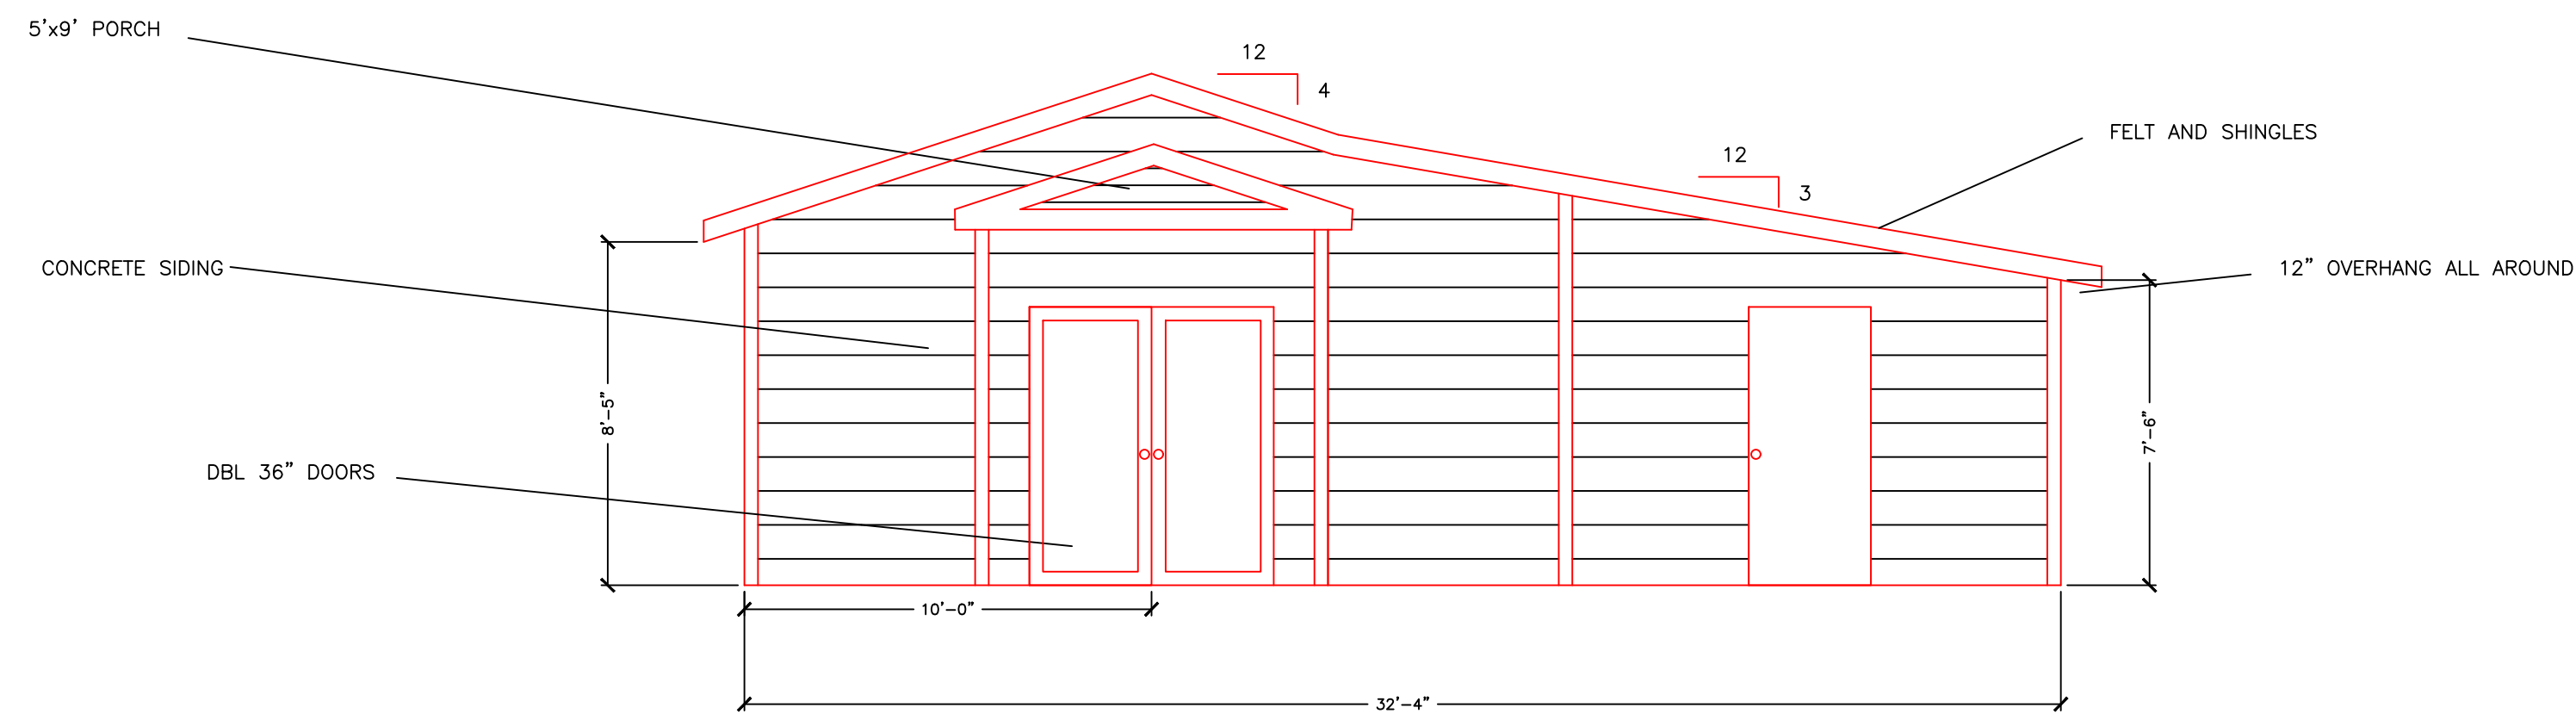 5'x9' PORCH
12
4
FELT AND SHINGLES
12
3
CONCRETE SIDING
12” OVERHANG ALL AROUND
8'-5”
7'-6”
DBL 36” DOORS
10'-0”
32'-4”